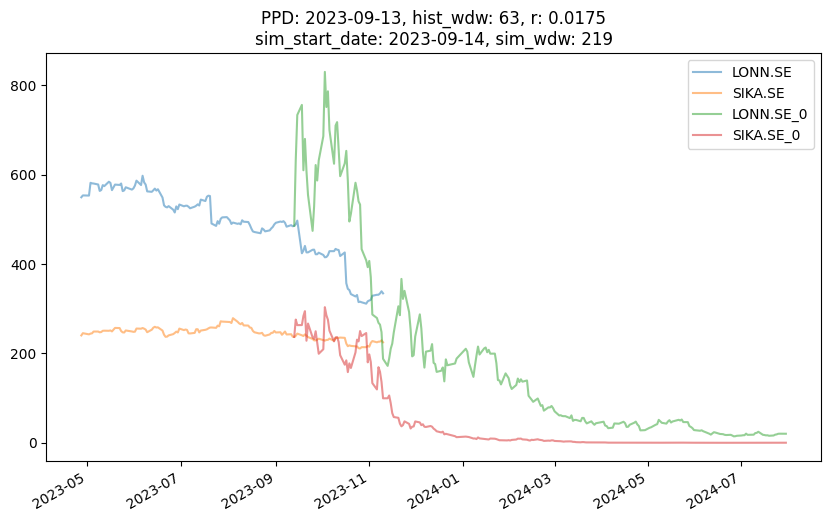 PPD: 2023-09-13, hist_wdw: 63, r: 0.0175
sim_start_date: 2023-09-14, sim_wdw: 219
LONN.SE
SIKA.SE
LONN.SE_0
SIKA.SE_0
800
600
400
200
0
2023-05
2023-07
2023-09
2023-11
2024-01
2024-03
2024-05
2024-07